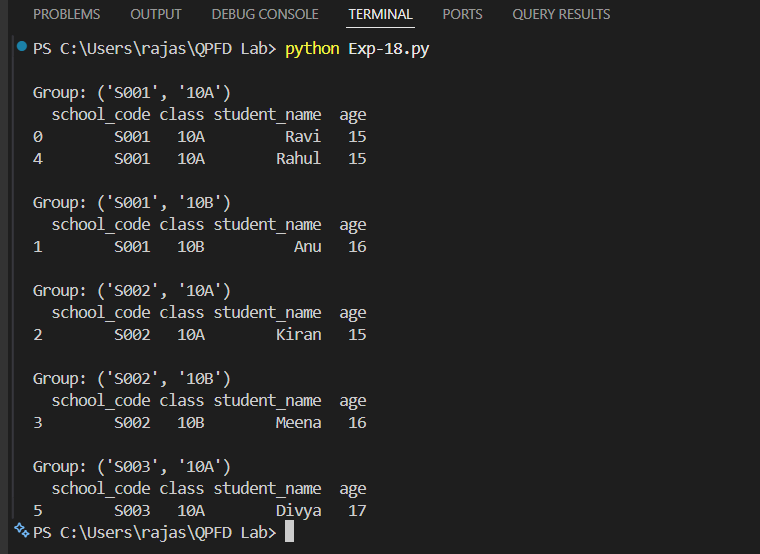 PROBLEMS OUTPUT DEBUG CONSOLE TERMINAL PORTS QUERY RESULTS
PS C:\Users\rajas\QPFD Lab> python Exp-18.py

Group: ('S001', '10A')
  school_code class student_name  age
0        S001   10A         Ravi   15
4        S001   10A        Rahul   15

Group: ('S001', '10B')
  school_code class student_name  age
1        S001   10B          Anu   16

Group: ('S002', '10A')
  school_code class student_name  age
2        S002   10A        Kiran   15

Group: ('S002', '10B')
  school_code class student_name  age
3        S002   10B        Meena   16

Group: ('S003', '10A')
  school_code class student_name  age
5        S003   10A        Divya   17
PS C:\Users\rajas\QPFD Lab>